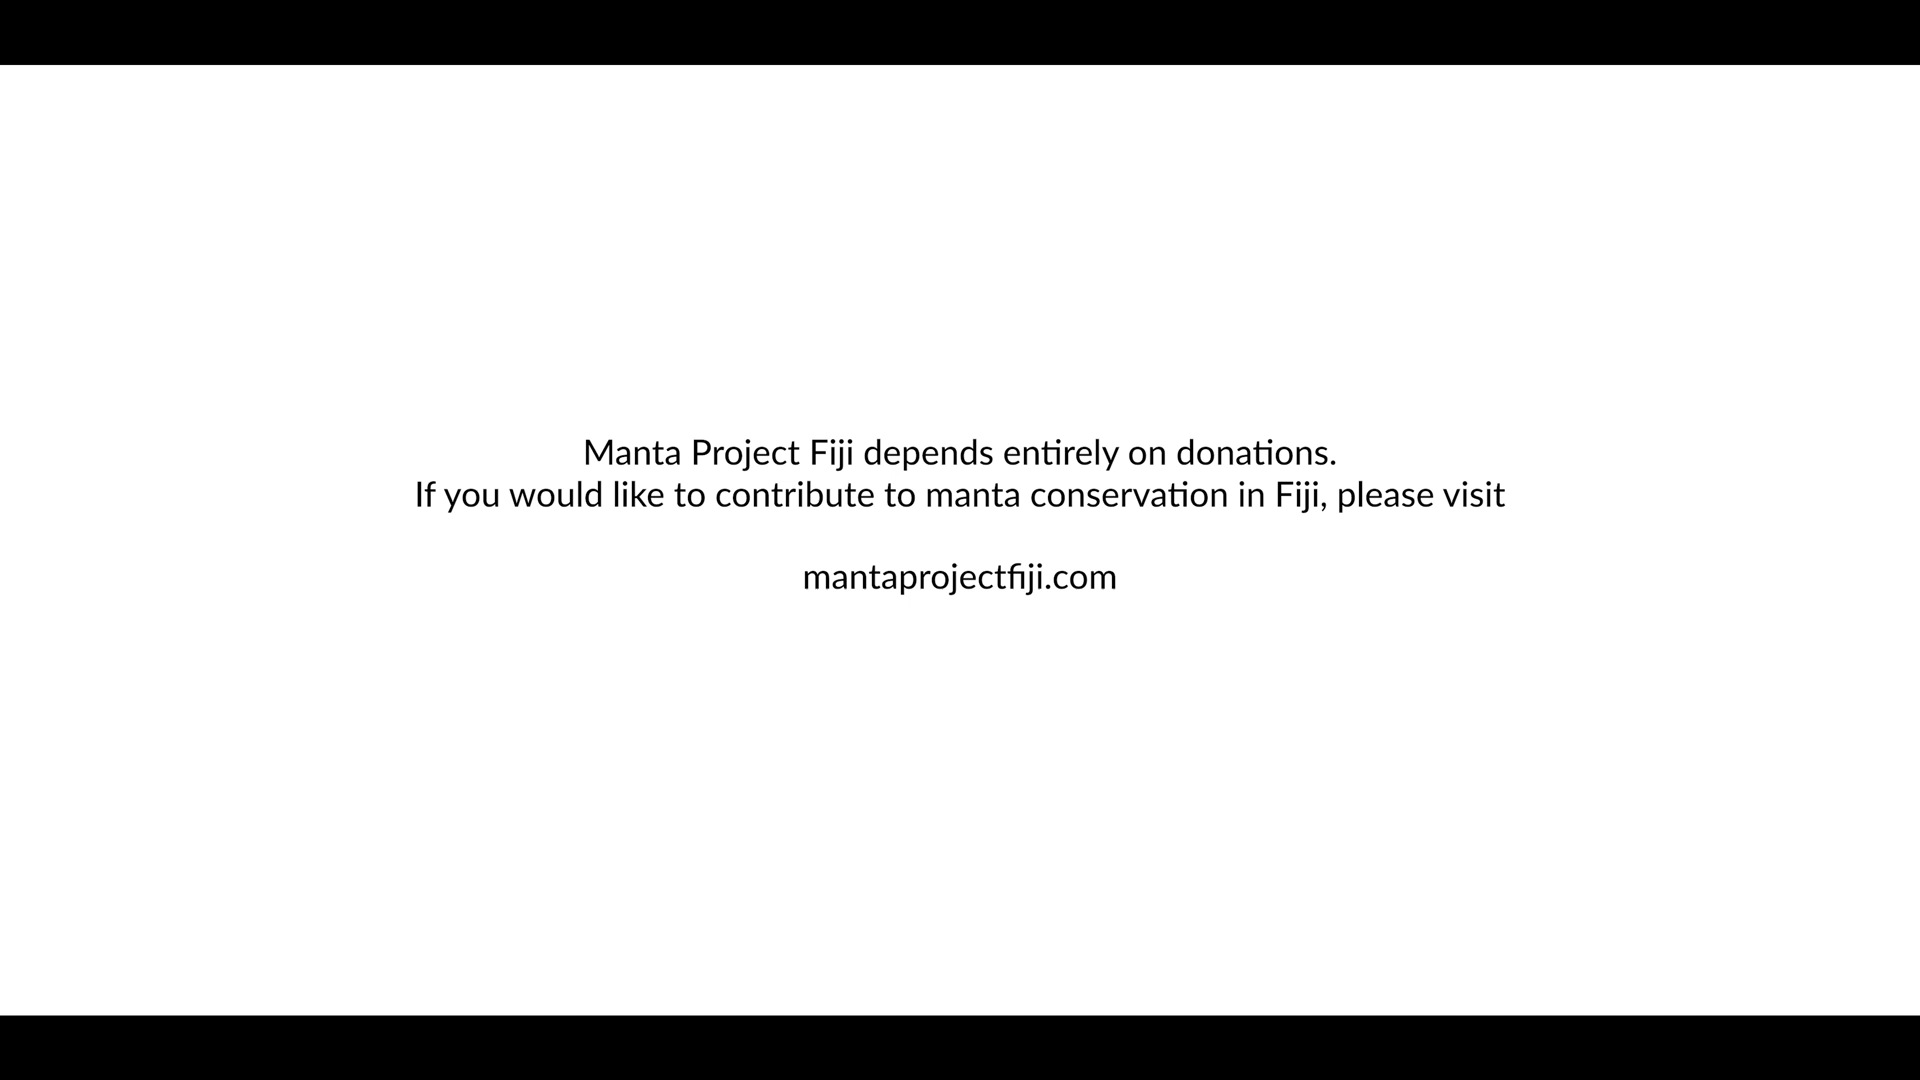 Manta Project Fiji depends entirely on donations.
If you would like to contribute to manta conservation in Fiji, please visit
mantaprojectfiji.com